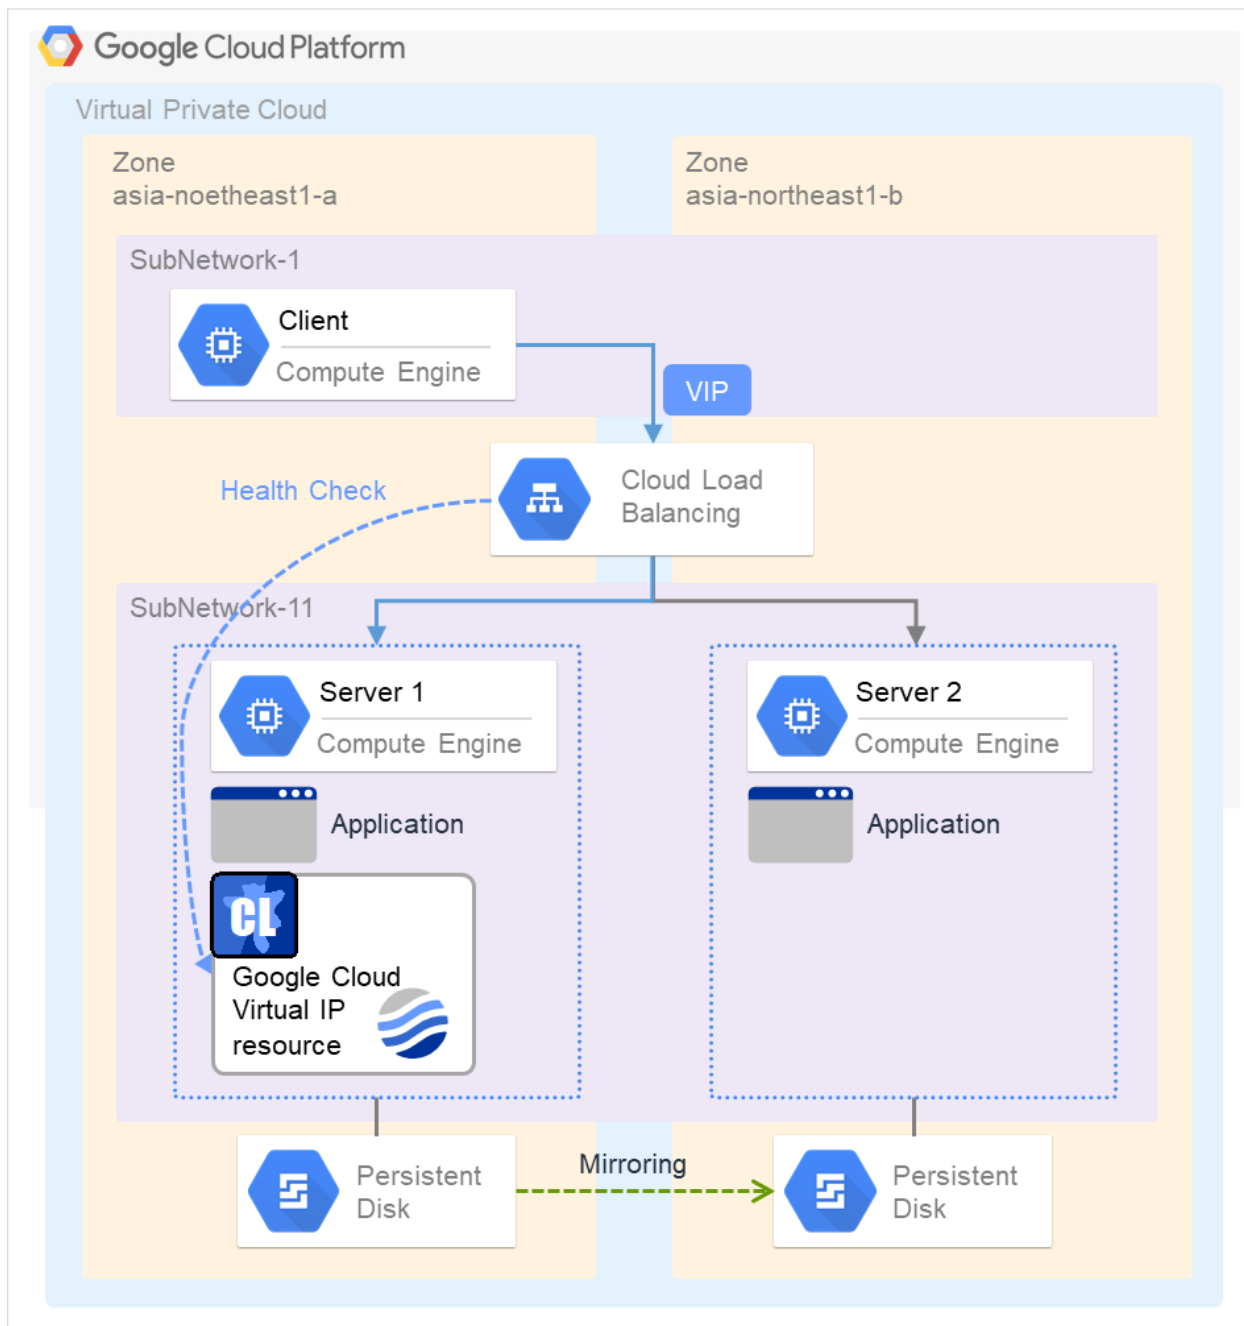 Google Cloud Platform
Virtual Private Cloud
Zone
asia-noetheast1-a
Zone
asia-northeast1-b
SubNetwork-1
Client
Compute Engine
VIP
Health Check
Cloud Load
Balancing
SubNetwork-11
Server 1
Compute Engine
Server 2
Compute Engine
Application
Application
CL
Google Cloud
Virtual IP
resource
Persistent
Disk
Mirroring
Persistent
Disk